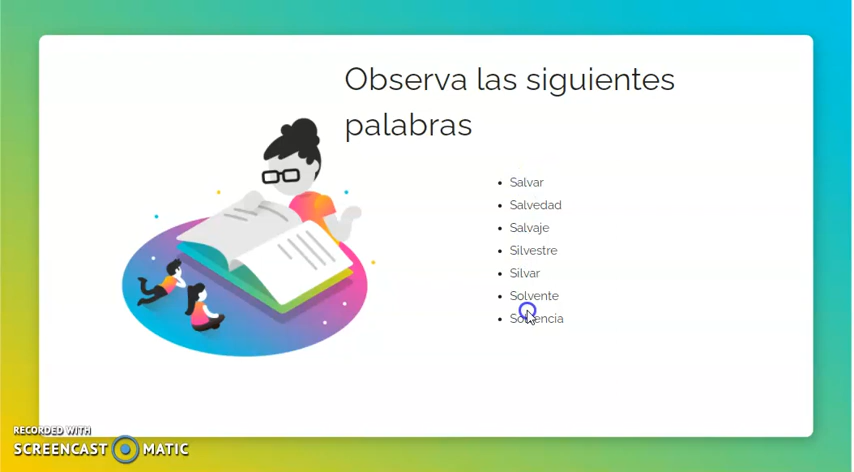 Observa las siguientes
palabras
Salvar
Salvedad
Salvaje
Silvestre
Silvar
Solvente
Solvencia
RECORDED WITH
SCREENCAST MATIC